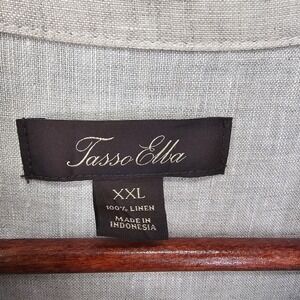 Tasso Elba
XXL
100% LINEN
MADE IN
INDONESIA